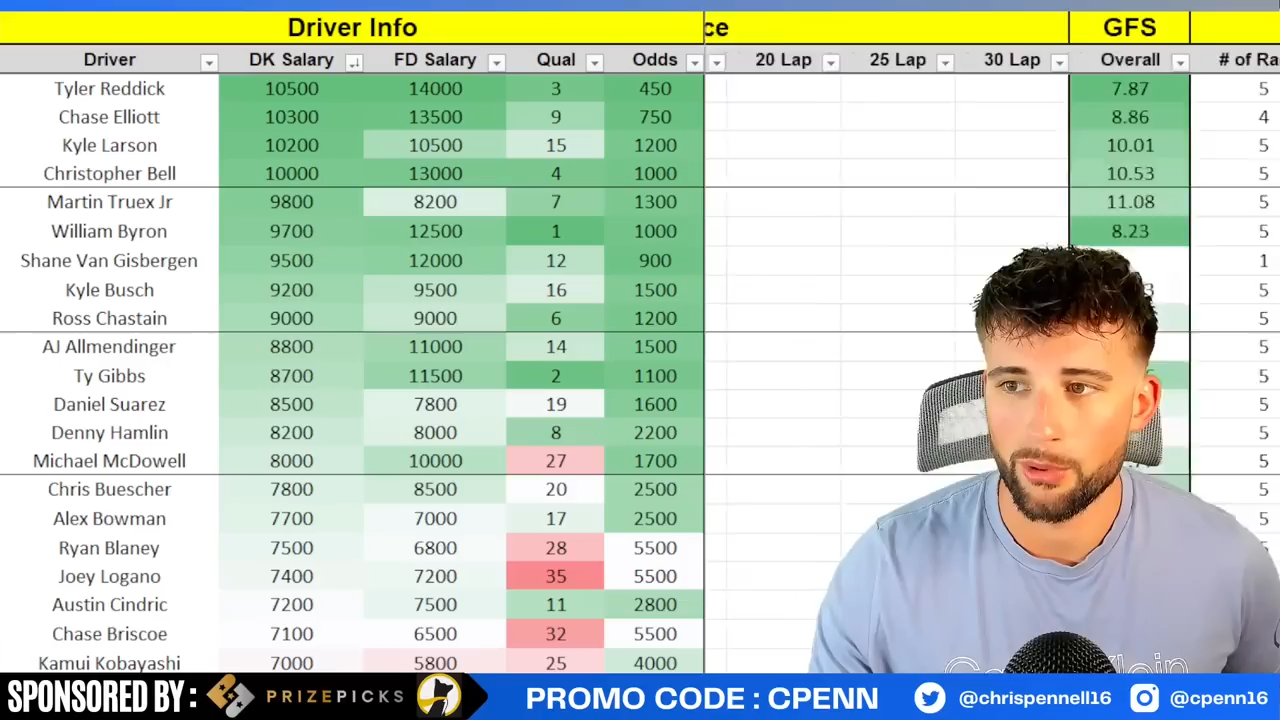 Driver Info ce GFS
Driver DK Salary FD Salary Qual Odds 20 Lap 25 Lap 30 Lap Overall # of Ra
Tyler Reddick 10500 14000 3 450 7.87 5
Chase Elliott 10300 13500 9 750 8.86 4
Kyle Larson 10200 10500 15 1200 10.01 5
Christopher Bell 10000 13000 4 1000 10.53 5
Martin Truex Jr 9800 8200 7 1300 11.08 5
William Byron 9700 12500 1 1000 8.23 5
Shane Van Gisbergen 9500 12000 12 900 1
Kyle Busch 9200 9500 16 1500 5
Ross Chastain 9000 9000 6 1200 5
AJ Allmendinger 8800 11000 14 1500 5
Ty Gibbs 8700 11500 2 1100 5
Daniel Suarez 8500 7800 19 1600 5
Denny Hamlin 8200 8000 8 2200 5
Michael McDowell 8000 10000 27 1700 5
Chris Buescher 7800 8500 20 2500 5
Alex Bowman 7700 7000 17 2500 5
Ryan Blaney 7500 6800 28 5500
Joey Logano 7400 7200 35 5500 5
Austin Cindric 7200 7500 11 2800 5
Chase Briscoe 7100 6500 32 5500 5
Kamui Kobayashi 7000 5800 25 4000
SPONSORED BY : PRIZEPICKS PROMO CODE : CPENN @chrispennell16 @cpenn16